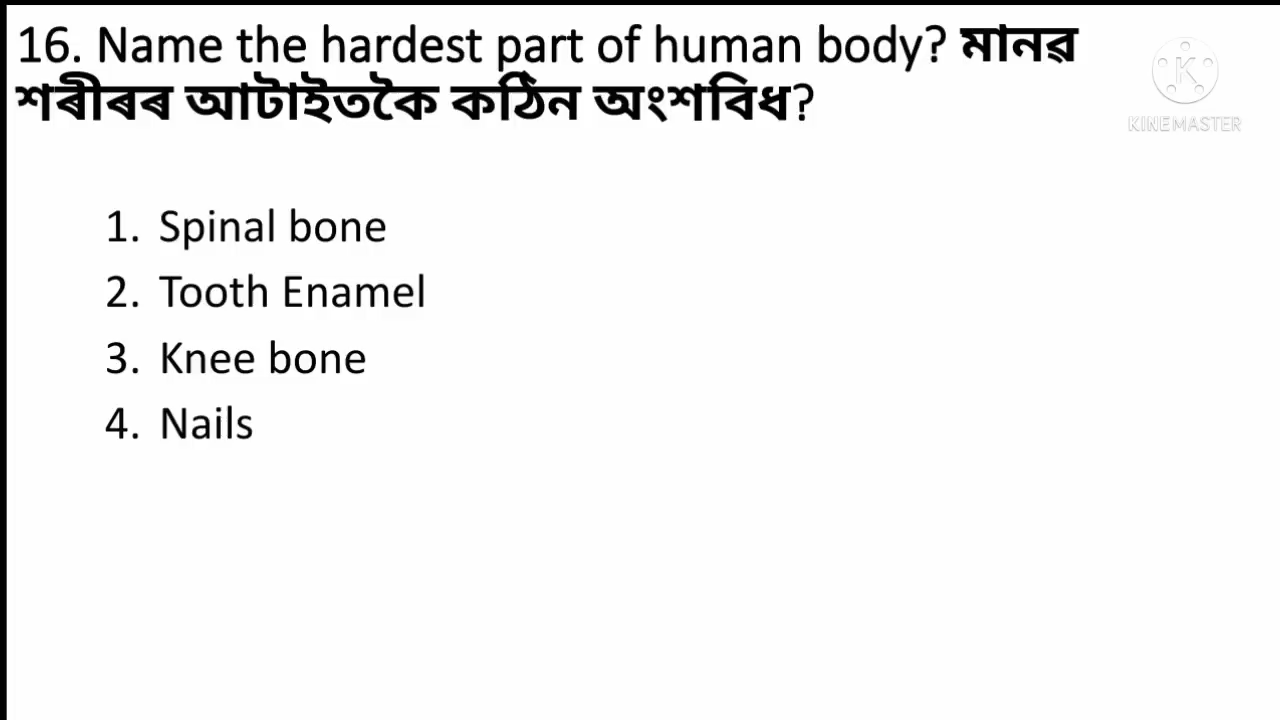 16. Name the hardest part of human body? মানৱ
শৰীৰৰ আটাইতকৈ কঠিন অংশবিধ?
K
KINEMASTER
1. Spinal bone
2. Tooth Enamel
3. Knee bone
4. Nails